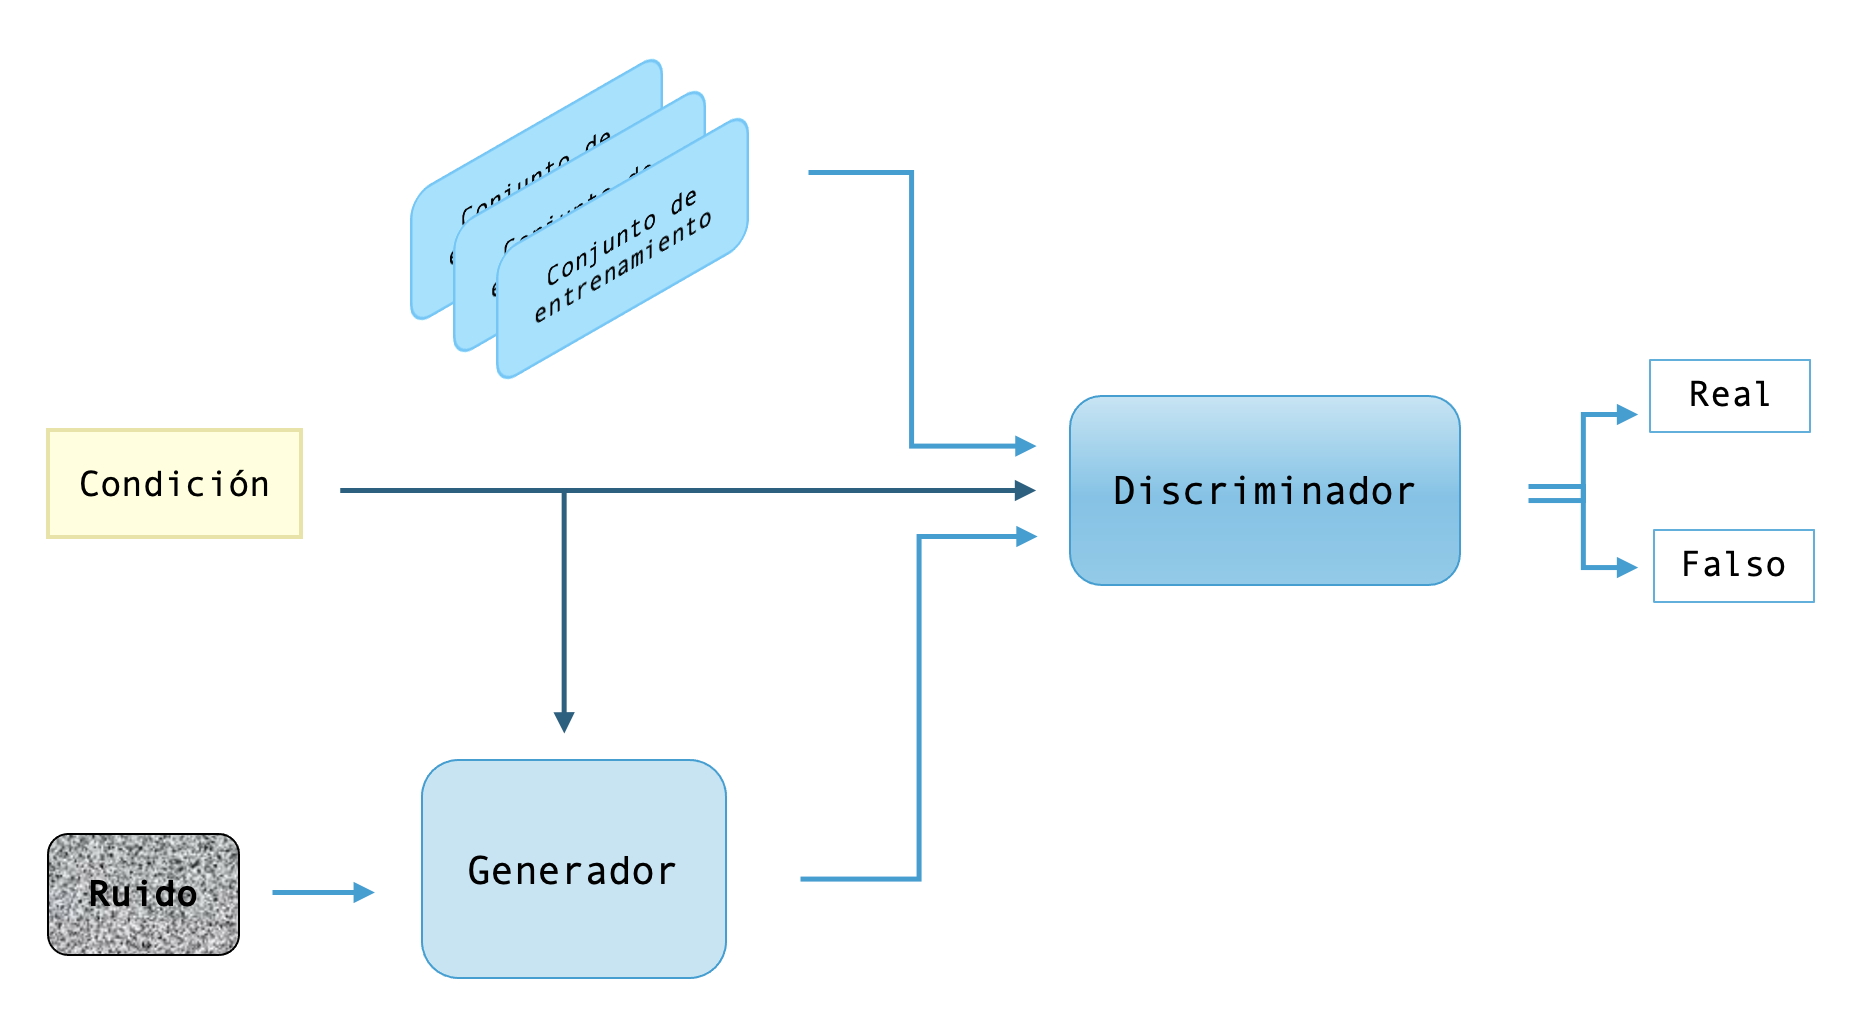 Conjunto de
Conjunto de
Conjunto de
entrenamiento
Condición
Discriminador
Real
Falso
Generador
Ruido